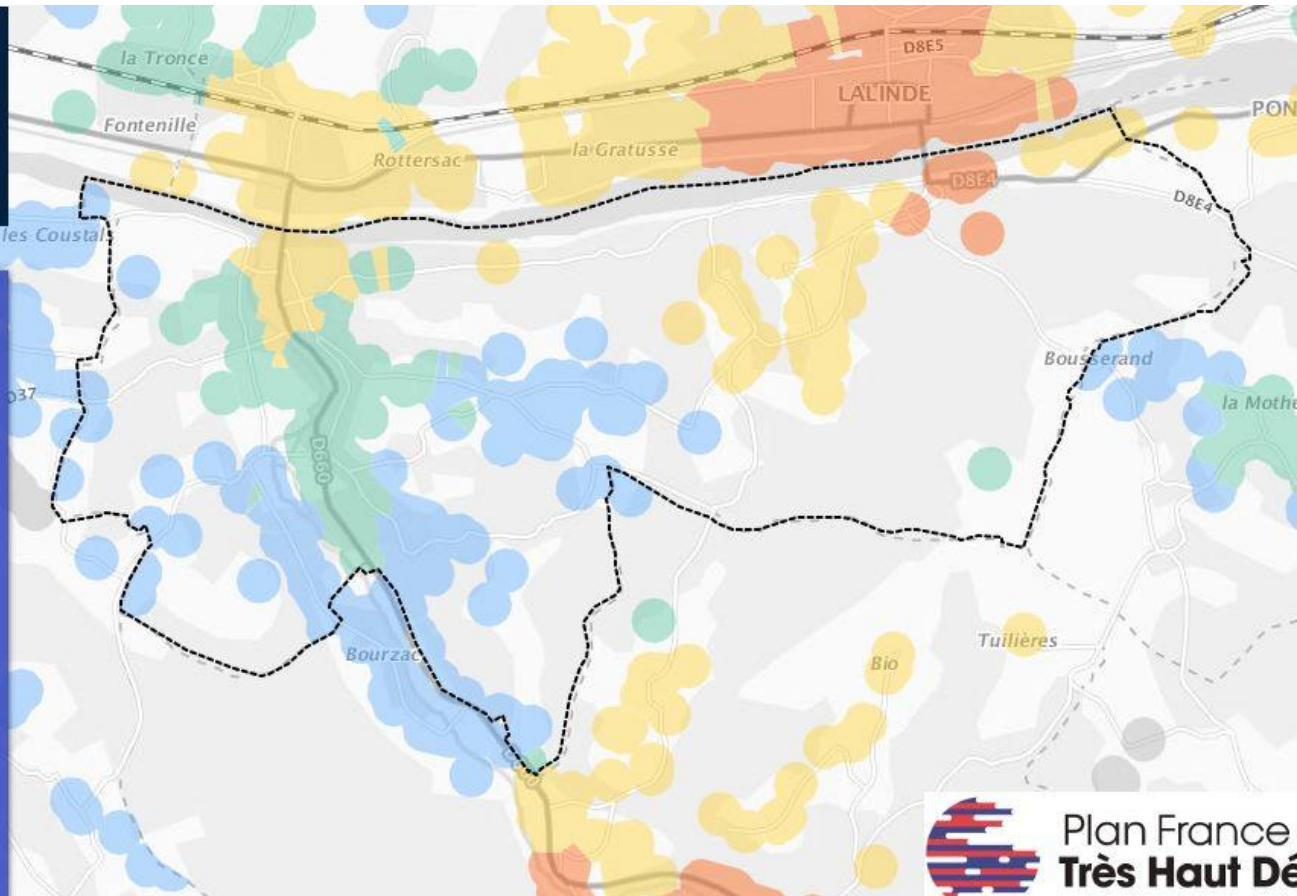 la Tronce
D8E5
LALINDE
PON
Fontenille
Rottersac
la Gratusse
D8E4
D8E4
les Coustal
Bousserand
D37
la Mothe
D660
Tuilières
Bourzac
Bio
Plan France
Très Haut Dé